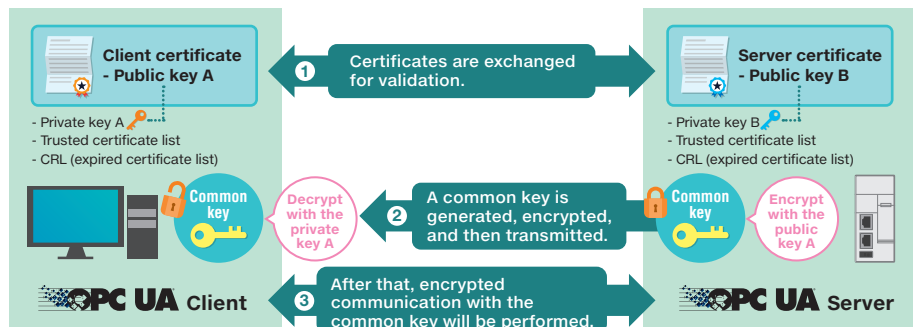 Client certificate
- Public key A
- Private key A
- Trusted certificate list
- CRL (expired certificate list)
1
Certificates are exchanged
for validation.
Server certificate
- Public key B
- Private key B
- Trusted certificate list
- CRL (expired certificate list)
Common
key
Decrypt
with the
private
key A
2
A common key is
generated, encrypted,
and then transmitted.
Common
key
Encrypt
with the
public
key A
OPC UA Client
3
After that, encrypted
communication with the
common key will be performed.
OPC UA Server